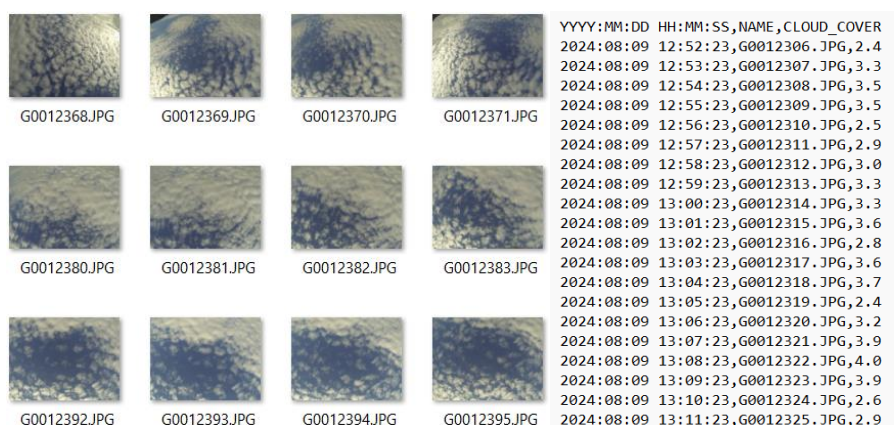 G0012368.JPG G0012369.JPG G0012370.JPG G0012371.JPG
G0012380.JPG G0012381.JPG G0012382.JPG G0012383.JPG
G0012392.JPG G0012393.JPG G0012394.JPG G0012395.JPG
YYYY:MM:DD HH:MM:SS,NAME,CLOUD_COVER
2024:08:09 12:52:23,G0012306.JPG,2.4
2024:08:09 12:53:23,G0012307.JPG,3.3
2024:08:09 12:54:23,G0012308.JPG,3.5
2024:08:09 12:55:23,G0012309.JPG,3.5
2024:08:09 12:56:23,G0012310.JPG,2.5
2024:08:09 12:57:23,G0012311.JPG,2.9
2024:08:09 12:58:23,G0012312.JPG,3.0
2024:08:09 12:59:23,G0012313.JPG,3.3
2024:08:09 13:00:23,G0012314.JPG,3.3
2024:08:09 13:01:23,G0012315.JPG,3.6
2024:08:09 13:02:23,G0012316.JPG,2.8
2024:08:09 13:03:23,G0012317.JPG,3.6
2024:08:09 13:04:23,G0012318.JPG,3.7
2024:08:09 13:05:23,G0012319.JPG,2.4
2024:08:09 13:06:23,G0012320.JPG,3.2
2024:08:09 13:07:23,G0012321.JPG,3.9
2024:08:09 13:08:23,G0012322.JPG,4.0
2024:08:09 13:09:23,G0012323.JPG,3.9
2024:08:09 13:10:23,G0012324.JPG,2.6
2024:08:09 13:11:23,G0012325.JPG,2.9